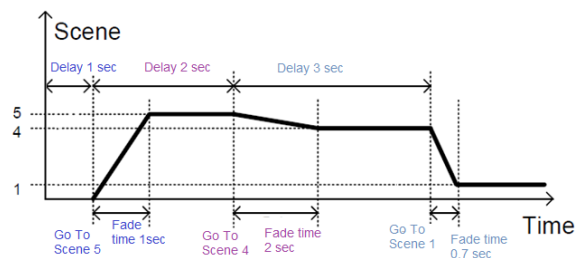 Scene
Delay 1 sec
Delay 2 sec
Delay 3 sec
5
4
1
Time
Go To
Scene 5
Fade
time 1sec
Go To
Scene 4
Fade time
2 sec
Go To
Scene 1
Fade time
0.7 sec